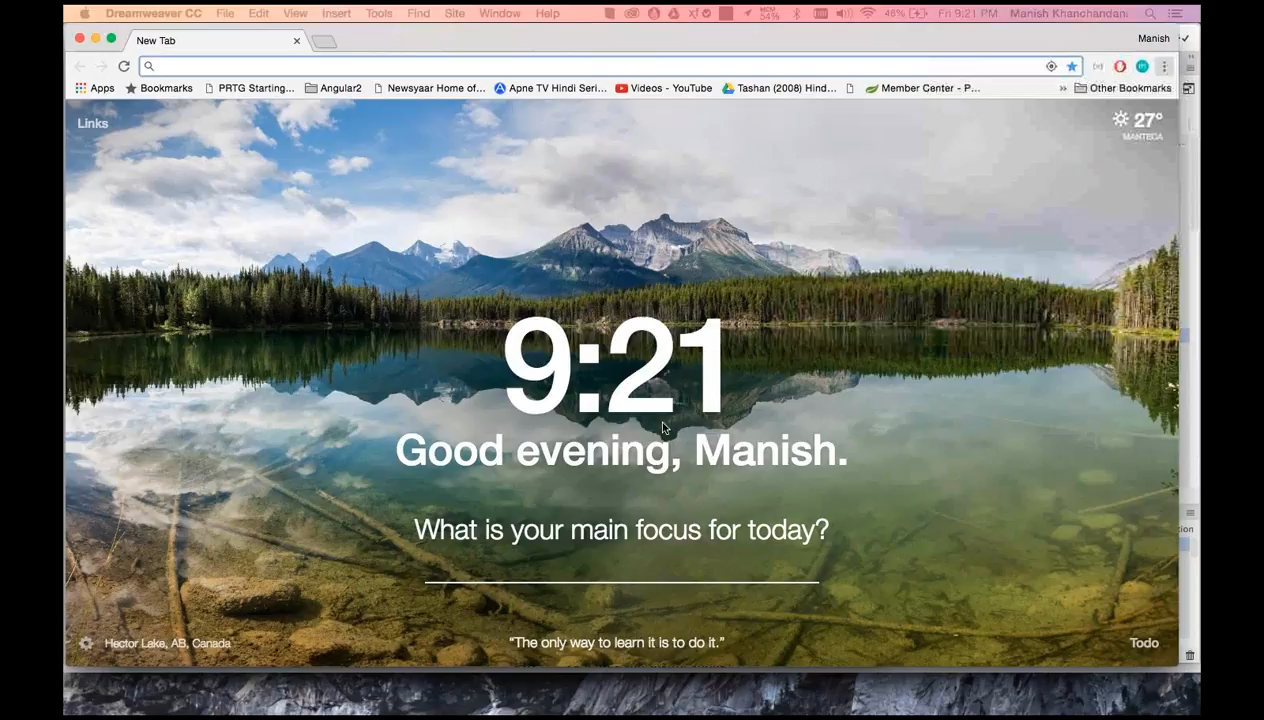 Dreamweaver CC File Edit View Insert Tools Find Site Window Help 48% Fri 9:21 PM Manish Khanchandani
New Tab Manish
Apps Bookmarks PRTG Starting... Angular2 Newsyaar Home of... Apne TV Hindi Seri... Videos - YouTube Tashan (2008) Hind... Member Center - P... » Other Bookmarks
Links 27°
MANTECA
9:21
Good evening, Manish.
What is your main focus for today?
Hector Lake, AB, Canada “The only way to learn it is to do it.” Todo